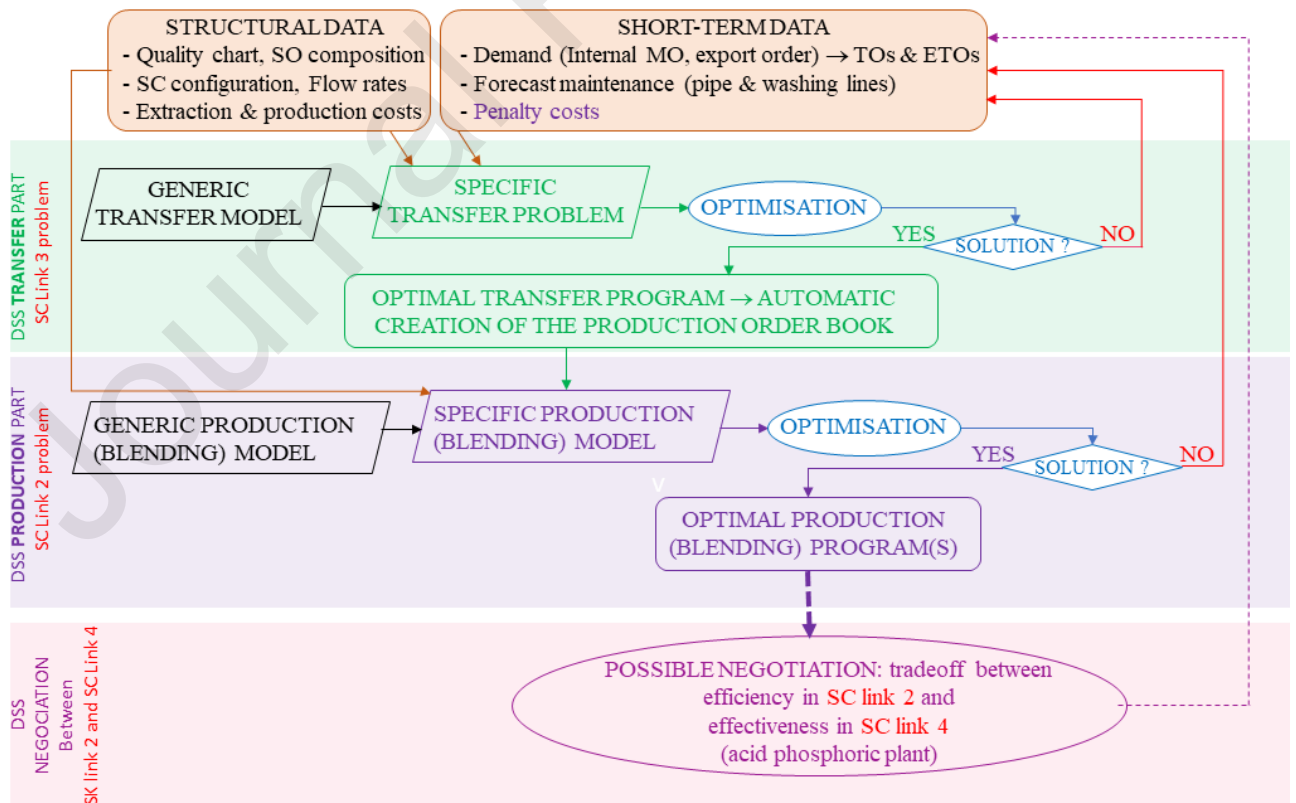 STRUCTURAL DATA
- Quality chart, SO composition
- SC configuration, Flow rates
- Extraction & production costs
SHORT-TERM DATA
- Demand (Internal MO, export order) → TOs & ETOs
- Forecast maintenance (pipe & washing lines)
- Penalty costs
DSS TRANSFER PART
SC Link 3 problem
GENERIC
TRANSFER MODEL
SPECIFIC
TRANSFER PROBLEM
OPTIMISATION
SOLUTION ?
YES
NO
OPTIMAL TRANSFER PROGRAM → AUTOMATIC
CREATION OF THE PRODUCTION ORDER BOOK
DSS PRODUCTION PART
SC Link 2 problem
GENERIC PRODUCTION
(BLENDING) MODEL
SPECIFIC PRODUCTION
(BLENDING) MODEL
OPTIMISATION
SOLUTION ?
YES
NO
v
OPTIMAL PRODUCTION
(BLENDING) PROGRAM(S)
DSS
NEGOCIATION
Between
SK link 2 and SC Link 4
POSSIBLE NEGOTIATION: tradeoff between
efficiency in SC link 2 and
effectiveness in SC link 4
(acid phosphoric plant)
Journal